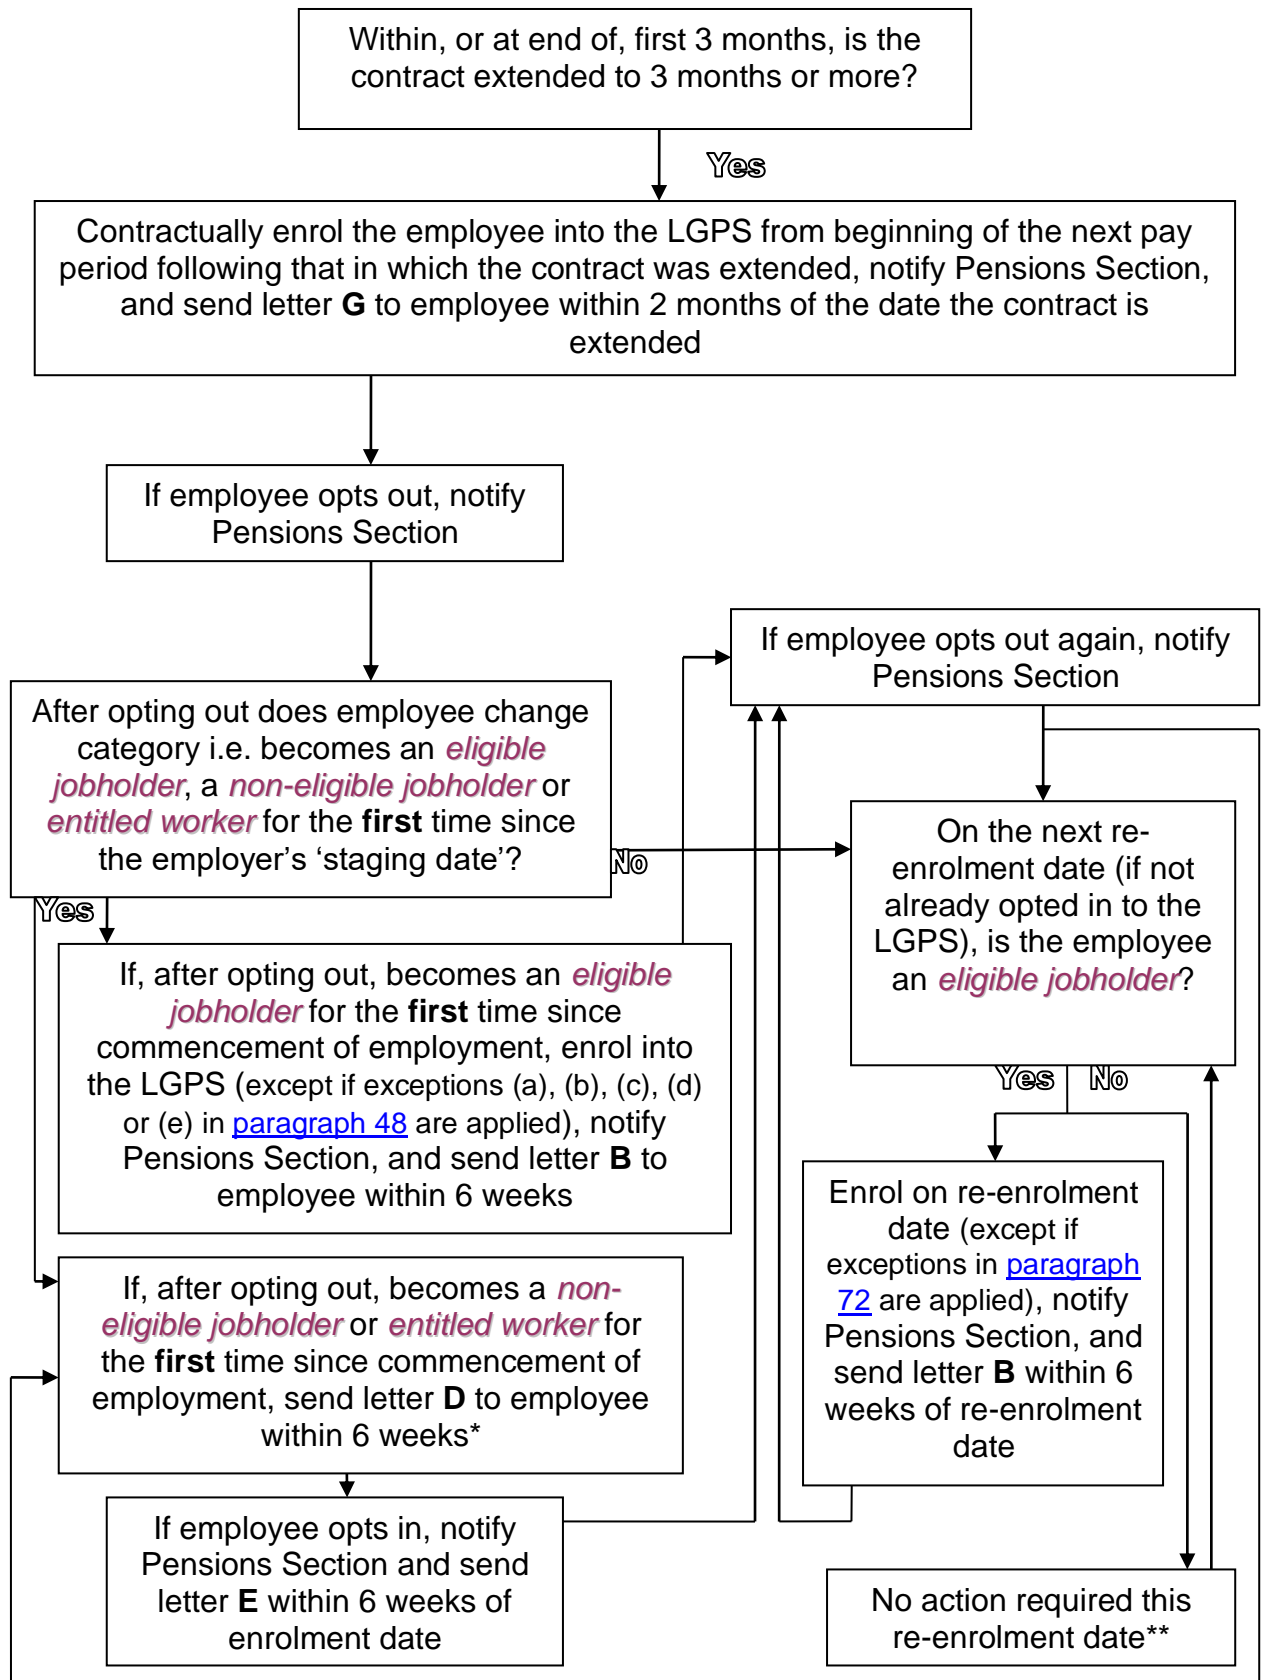 Within, or at end of, first 3 months, is the
contract extended to 3 months or more?
Yes
Contractually enrol the employee into the LGPS from beginning of the next pay
period following that in which the contract was extended, notify Pensions Section,
and send letter G to employee within 2 months of the date the contract is
extended
If employee opts out, notify
Pensions Section
If employee opts out again, notify
Pensions Section
After opting out does employee change
category i.e. becomes an eligible
jobholder, a non-eligible jobholder or
entitled worker for the first time since
the employer's 'staging date'?
No
Yes
On the next re-
enrolment date (if not
already opted in to the
LGPS), is the employee
an eligible jobholder?
Yes No
If, after opting out, becomes an eligible
jobholder for the first time since
commencement of employment, enrol into
the LGPS (except if exceptions (a), (b), (c), (d)
or (e) in paragraph 48 are applied), notify
Pensions Section, and send letter B to
employee within 6 weeks
Enrol on re-enrolment
date (except if
exceptions in paragraph
72 are applied), notify
Pensions Section, and
send letter B within 6
weeks of re-enrolment
date
If, after opting out, becomes a non-
eligible jobholder or entitled worker for
the first time since commencement of
employment, send letter D to employee
within 6 weeks*
If employee opts in, notify
Pensions Section and send
letter E within 6 weeks of
enrolment date
No action required this
re-enrolment date**